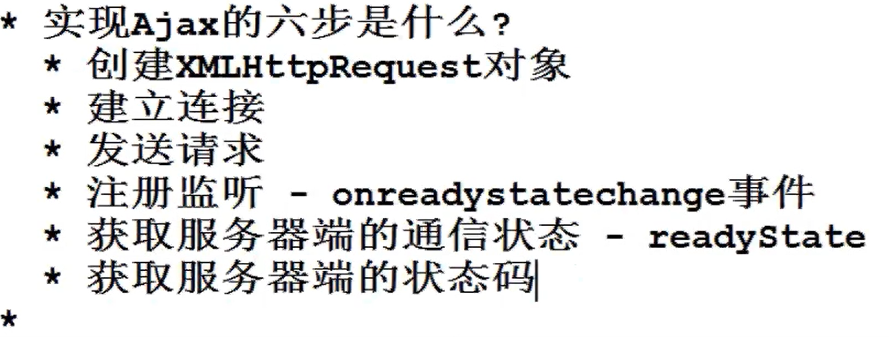 * 实现Ajax的六步是什么?
* 创建XMLHttpRequest对象
* 建立连接
* 发送请求
* 注册监听 - onreadystatechange事件
* 获取服务器端的通信状态 - readyState
* 获取服务器端的状态码
*